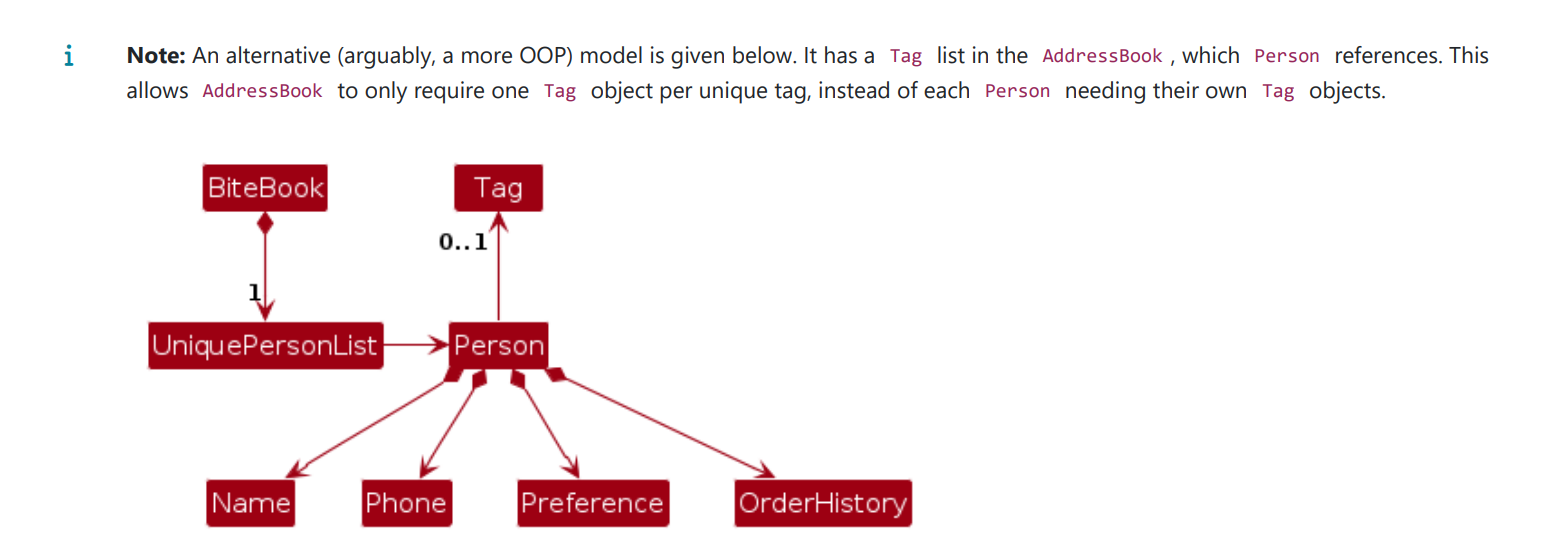 i
Note: An alternative (arguably, a more OOP) model is given below. It has a Tag list in the AddressBook , which Person references. This
allows AddressBook to only require one Tag object per unique tag, instead of each Person needing their own Tag objects.
BiteBook
Tag
0..1
1
UniquePersonList
Person
Name
Phone
Preference
OrderHistory